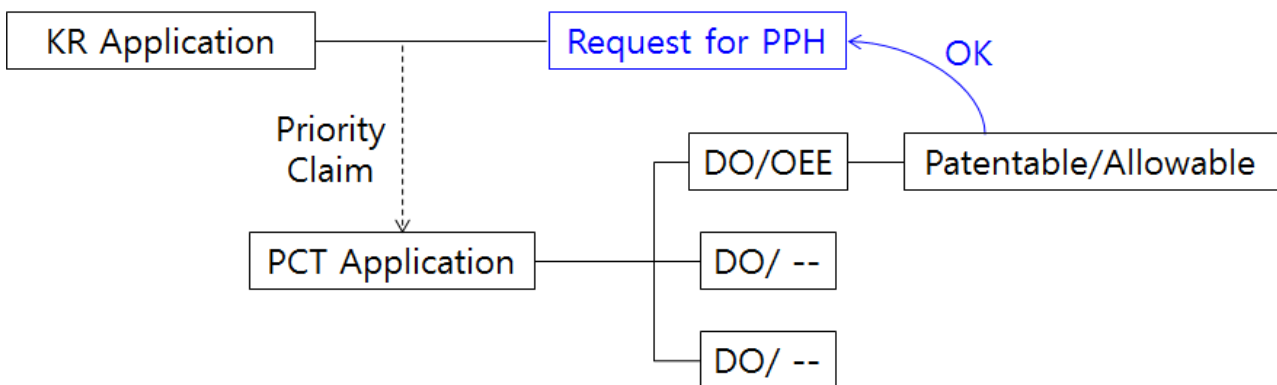 KR Application
Request for PPH
OK
Priority
Claim
DO/OEE
Patentable/Allowable
PCT Application
DO/ --
DO/ --